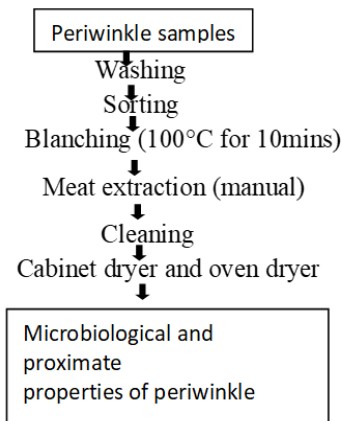 Periwinkle samples
Washing
Sorting
Blanching (100°C for 10mins)
Meat extraction (manual)
Cleaning
Cabinet dryer and oven dryer
Microbiological and
proximate
properties of periwinkle